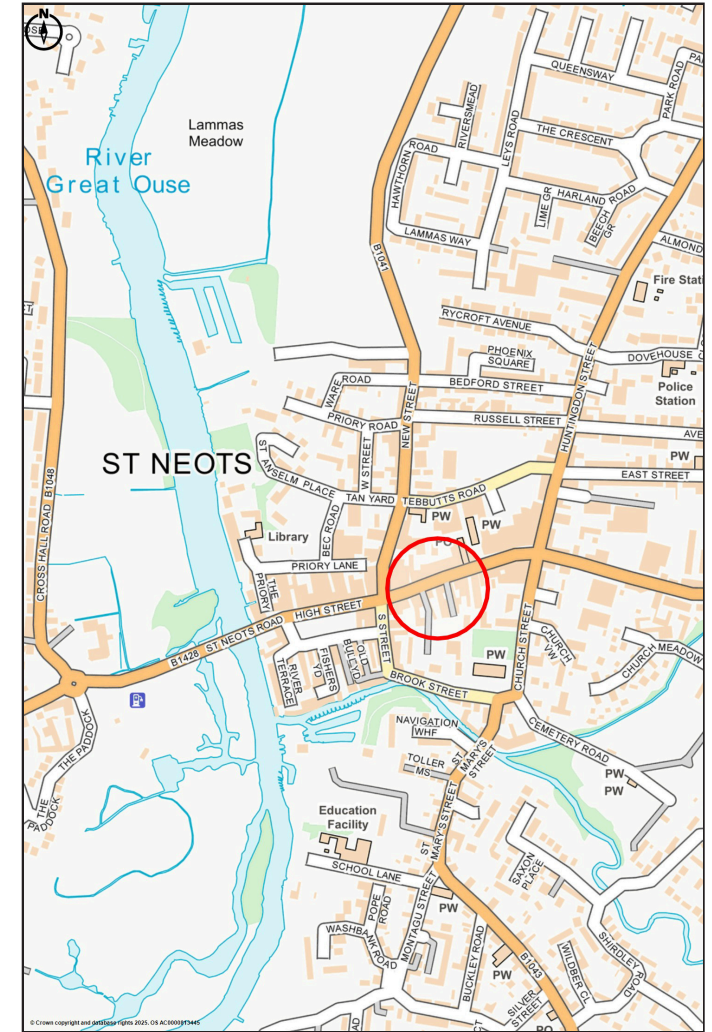 N
QUEENSWAY
PARK ROAD
PA
Lammas
Meadow
RIVERSMEAD
LEYS ROAD
THE CRESCENT
River
Great Ouse
HAWTHORN
ROAD
HARLAND ROAD
LIME GR
BEECH
GR
LAMMAS WAY
ALMOND
B1041
Fire Stati
RYCROFT AVENUE
HUNTINGDON STREET
PHOENIX
SQUARE
DOVEHOUSE C
WARE
ROAD
BEDFORD STREET
Police
Station
NEW STREET
PRIORY ROAD
RUSSELL STREET
AVE
ST NEOTS
ST ANSELM PLACE
W STREET
PW
EAST STREET
CROSS HALL ROAD B1048
TAN YARD
TEBBUTTS ROAD
PW
PW
BEC ROAD
Library
PO
PRIORY LANE
THE
PRIORY
HIGH STREET
B1428 ST NEOTS ROAD
S STREET
CHURCH STREET
OLD
BULL YD
FISHERS
YD
RIVER
TERRACE
PW
CHURCH
VW
CHURCH MEADOW
BROOK STREET
THE PADDOCK
NAVIGATION
WHF
CEMETERY ROAD
ST
MARY'S
STREET
TOLLER
MS
PW
PW
THE
PADDOCK
Education
Facility
ST
MARY'S STREET
SCHOOL LANE
SAXON
PLACE
POPE
ROAD
MONTAGU STREET
PW
WASHBANK ROAD
BUCKLEY ROAD
B1043
SHIRDLEY ROAD
WILDBER CL
PW
SILVER
STREET
© Crown copyright and database rights 2025. OS AC0000813445